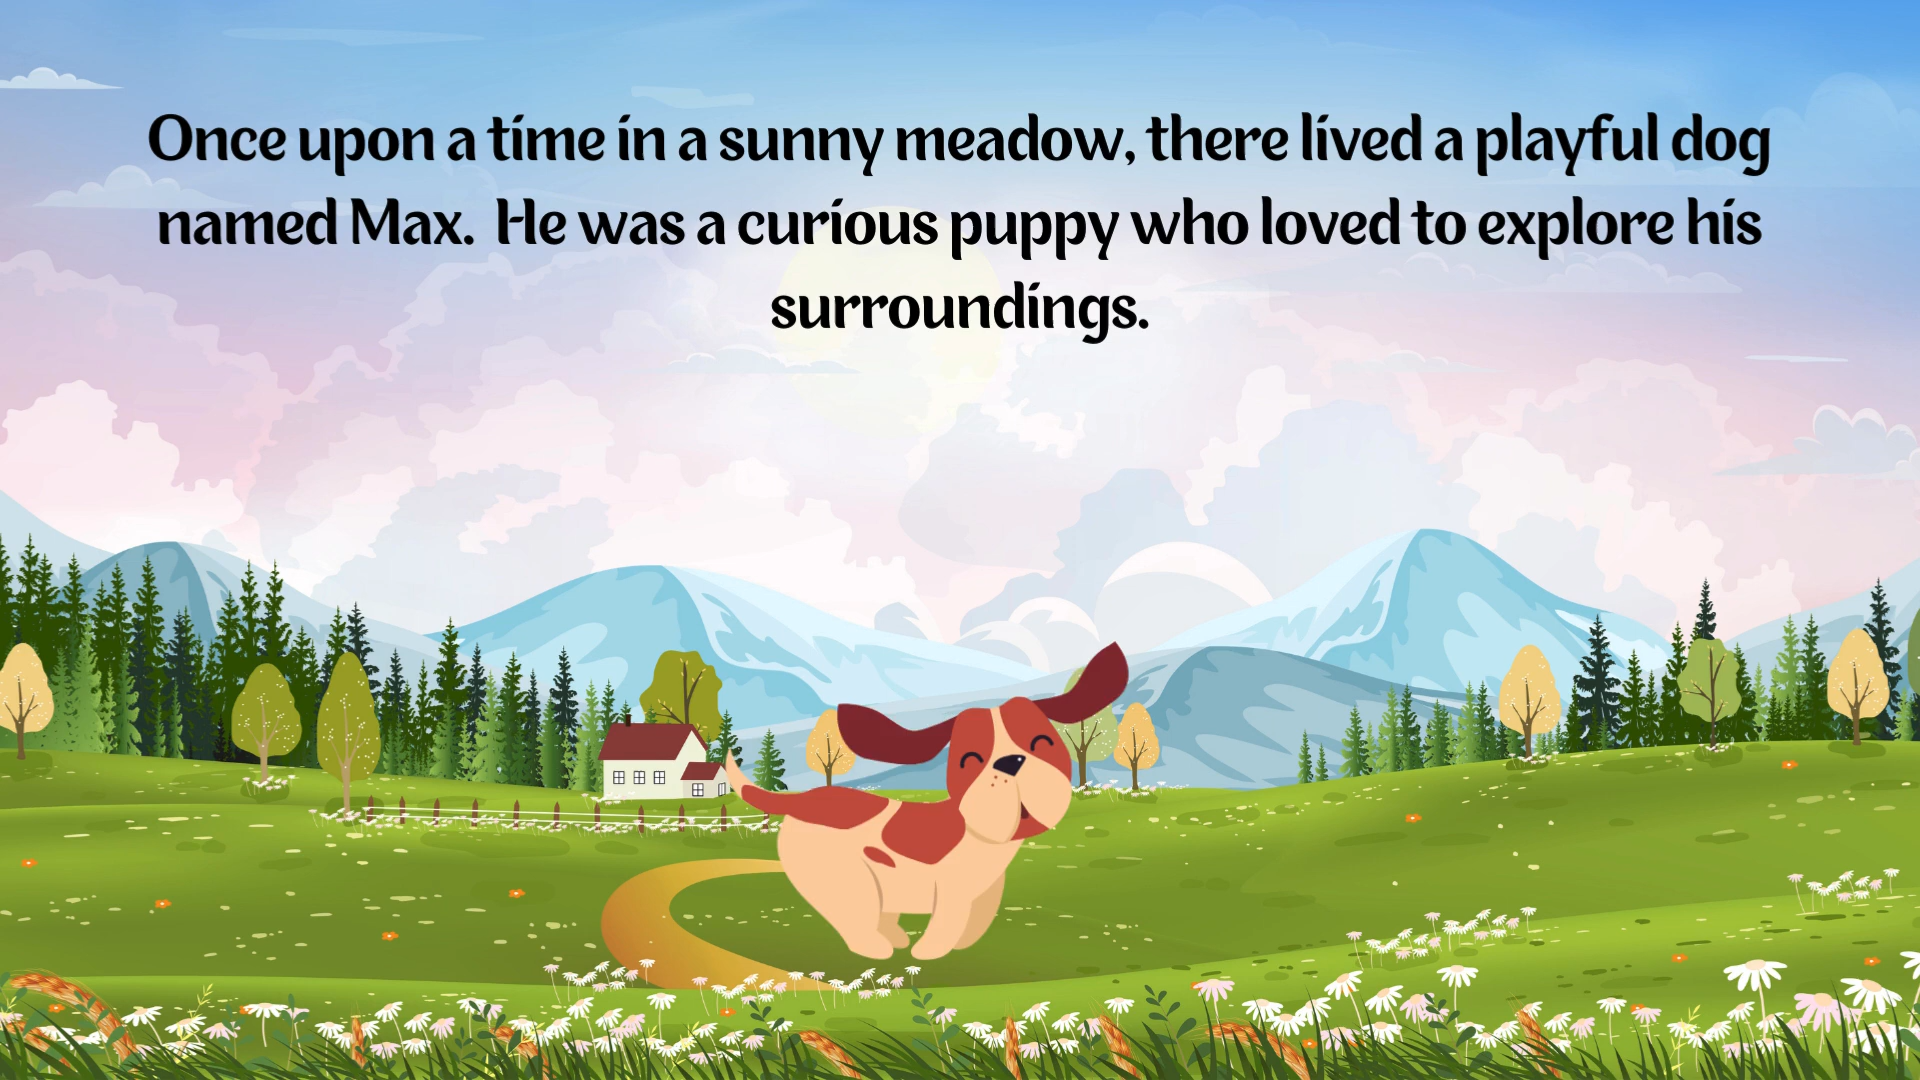 Once upon a time in a sunny meadow, there lived a playful dog
named Max.  He was a curious puppy who loved to explore his
surroundings.